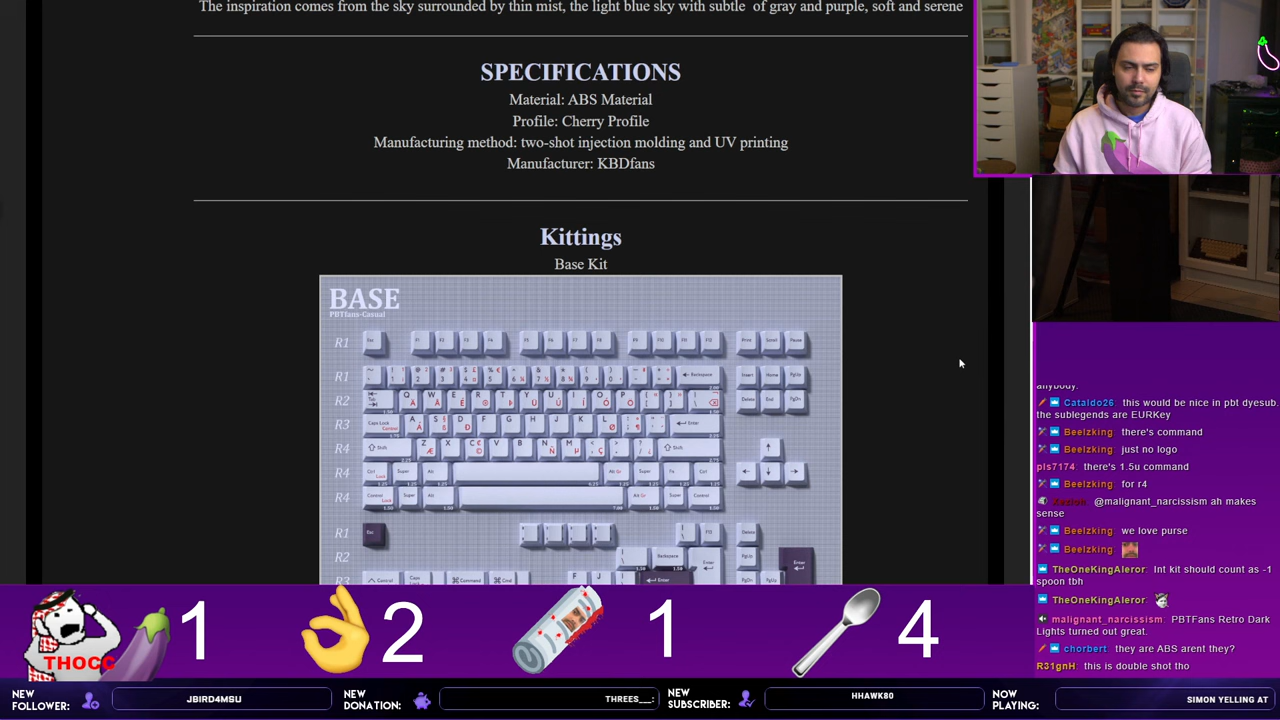 The inspiration comes from the sky surrounded by thin mist, the light blue sky with subtle of gray and purple, soft and serene
SPECIFICATIONS
Material: ABS Material
Profile: Cherry Profile
Manufacturing method: two-shot injection molding and UV printing
Manufacturer: KBDfans
Kittings
Base Kit
BASE
PBTfans-Casual
R1
R1
R2
R3
R4
R4
R4
R1
R2
R3
anybody.
Cataldo26: this would be nice in pbt dyesub.
the sublegends are EURKey
Beelzking: there's command
Beelzking: just no logo
pls7174 there's 1.5u command
Beelzking: for r4
@malignant_narcissism ah makes
sense
Beelzking: we love purse
Beelzking:
TheOneKingAleror: Int kit should count as -1
spoon tbh
TheOneKingAleror:
malignant_narcissism: PBTFans Retro Dark
Lights turned out great.
chorbert: they are ABS arent they?
R31gnH: this is double shot tho
THOCC
1
2
1
4
NEW
FOLLOWER:
JBIRD4MSU
NEW
DONATION:
THREES___:
NEW
SUBSCRIBER:
HHAWK80
NOW
PLAYING:
SIMON YELLING AT